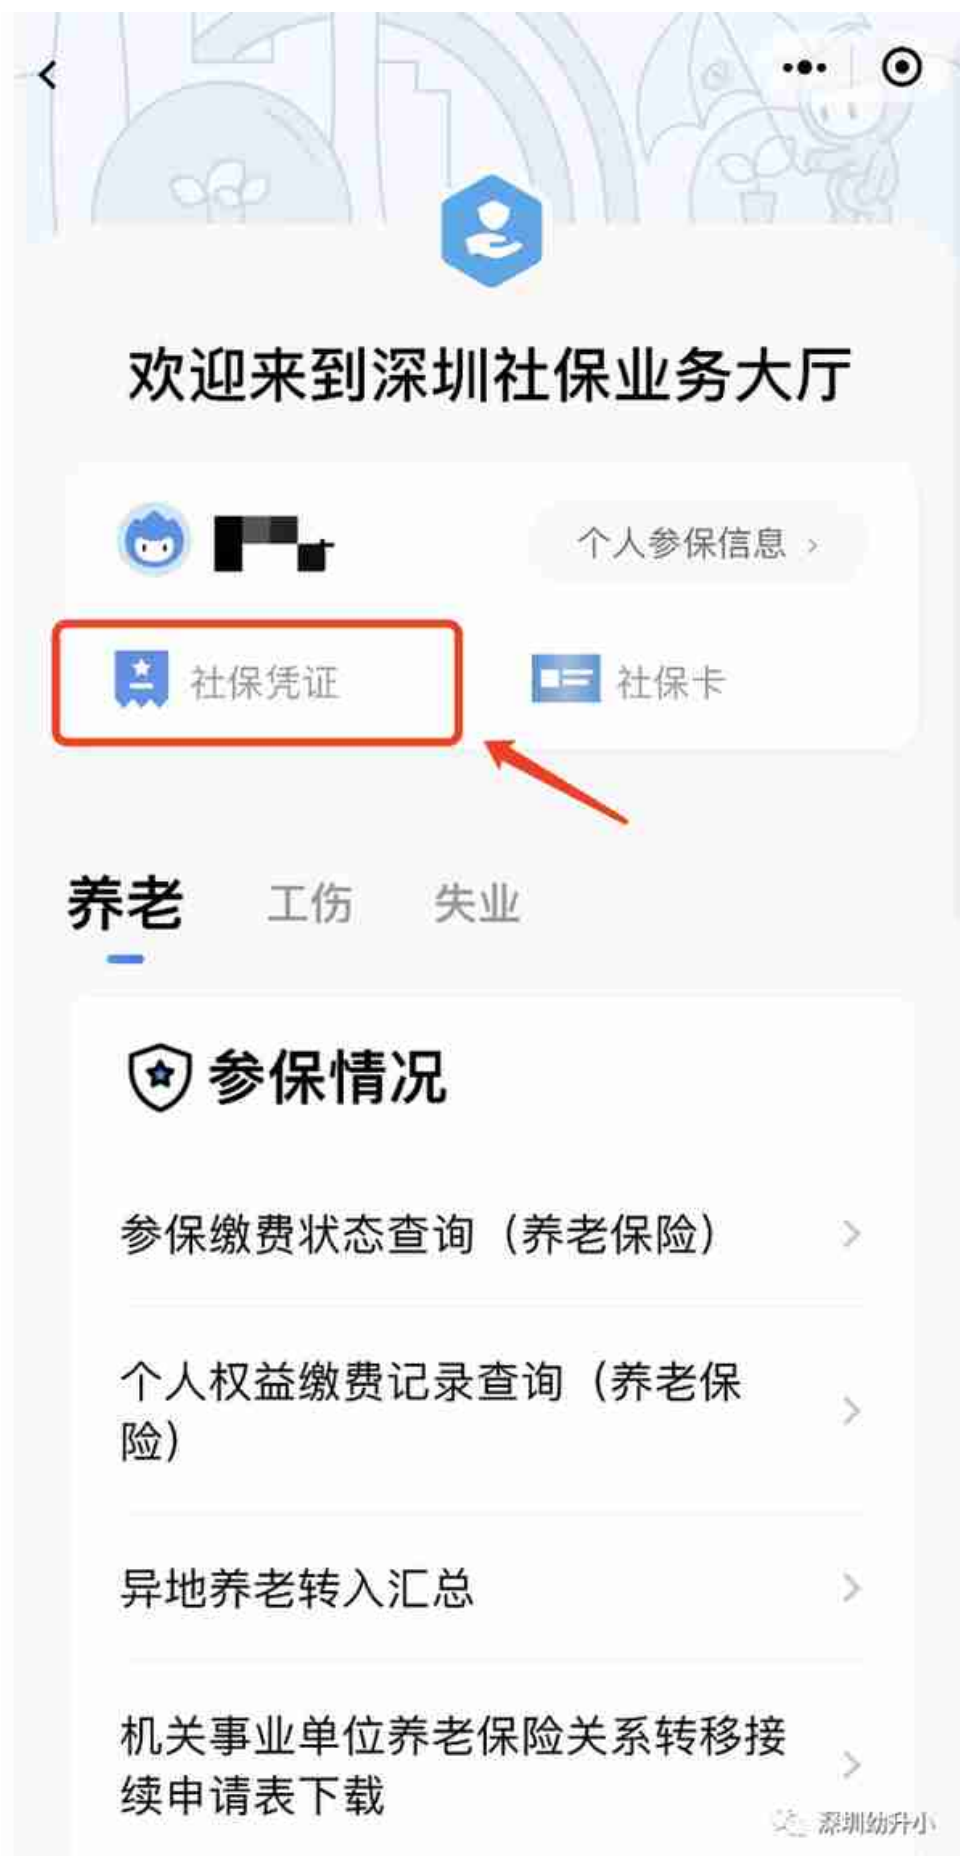 欢迎来到深圳社保业务大厅
个人参保信息
社保凭证
社保卡
养老
工伤
失业
参保情况
参保缴费状态查询（养老保险）
个人权益缴费记录查询（养老保
险）
异地养老转入汇总
机关事业单位养老保险关系转移接
续申请表下载
深圳幼升小